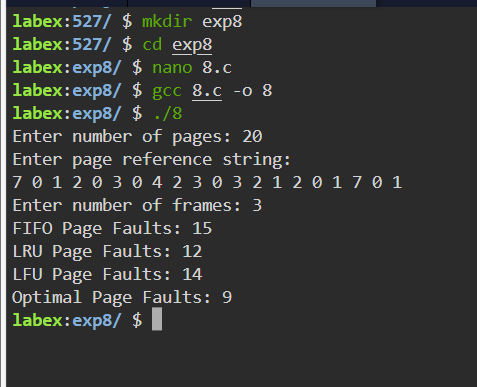 labex:527/ $ mkdir exp8
labex:527/ $ cd exp8
labex:exp8/ $ nano 8.c
labex:exp8/ $ gcc 8.c -o 8
labex:exp8/ $ ./8
Enter number of pages: 20
Enter page reference string:
7 0 1 2 0 3 0 4 2 3 0 3 2 1 2 0 1 7 0 1
Enter number of frames: 3
FIFO Page Faults: 15
LRU Page Faults: 12
LFU Page Faults: 14
Optimal Page Faults: 9
labex:exp8/ $